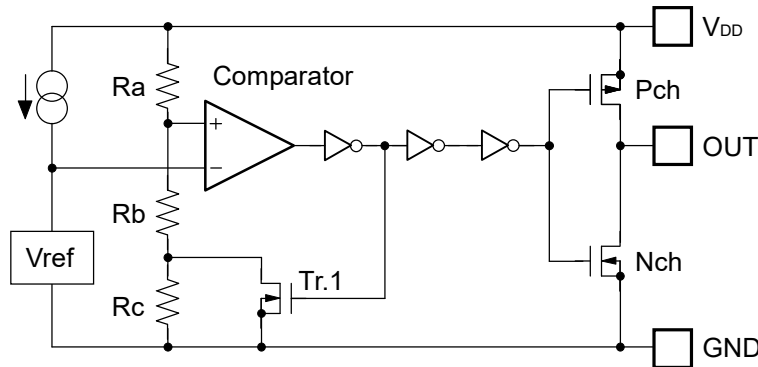 VDD
Ra
Comparator
Pch
+
−
OUT
Rb
Vref
Tr.1
Nch
Rc
GND